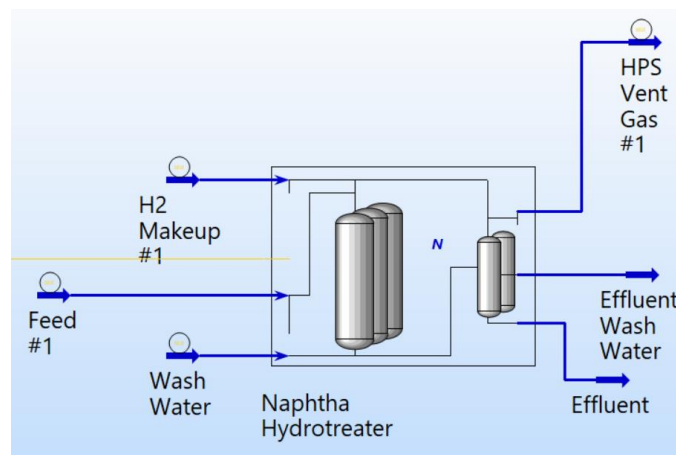 HPS
Vent
Gas
#1
H2
Makeup
#1
N
Feed
#1
Effluent
Wash
Water
Wash
Water
Naphtha
Hydrotreater
Effluent